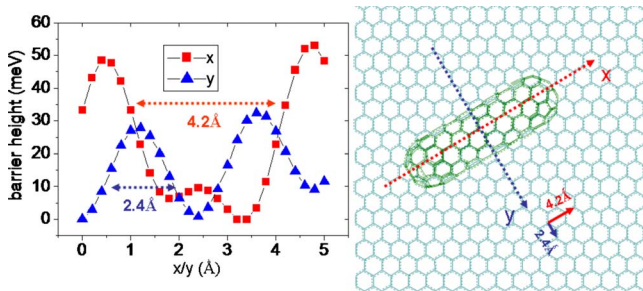 barrier height (meV)
60
50
40
30
20
10
0
x
y
4.2Å
2.4Å
0 1 2 3 4 5
x/y (Å)
x
y
4.2Å
2.4Å